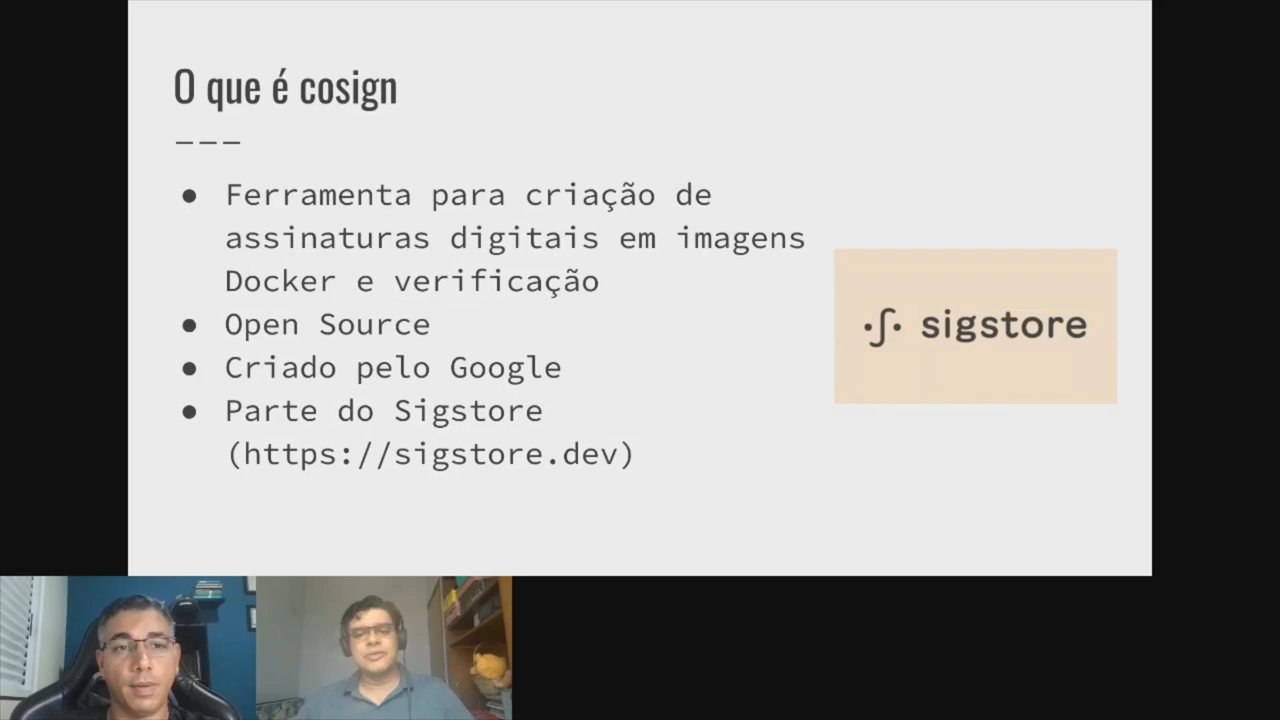 O que é cosign
---
● Ferramenta para criação de
assinaturas digitais em imagens
Docker e verificação
● Open Source
● Criado pelo Google
● Parte do Sigstore
(https://sigstore.dev)
sigstore